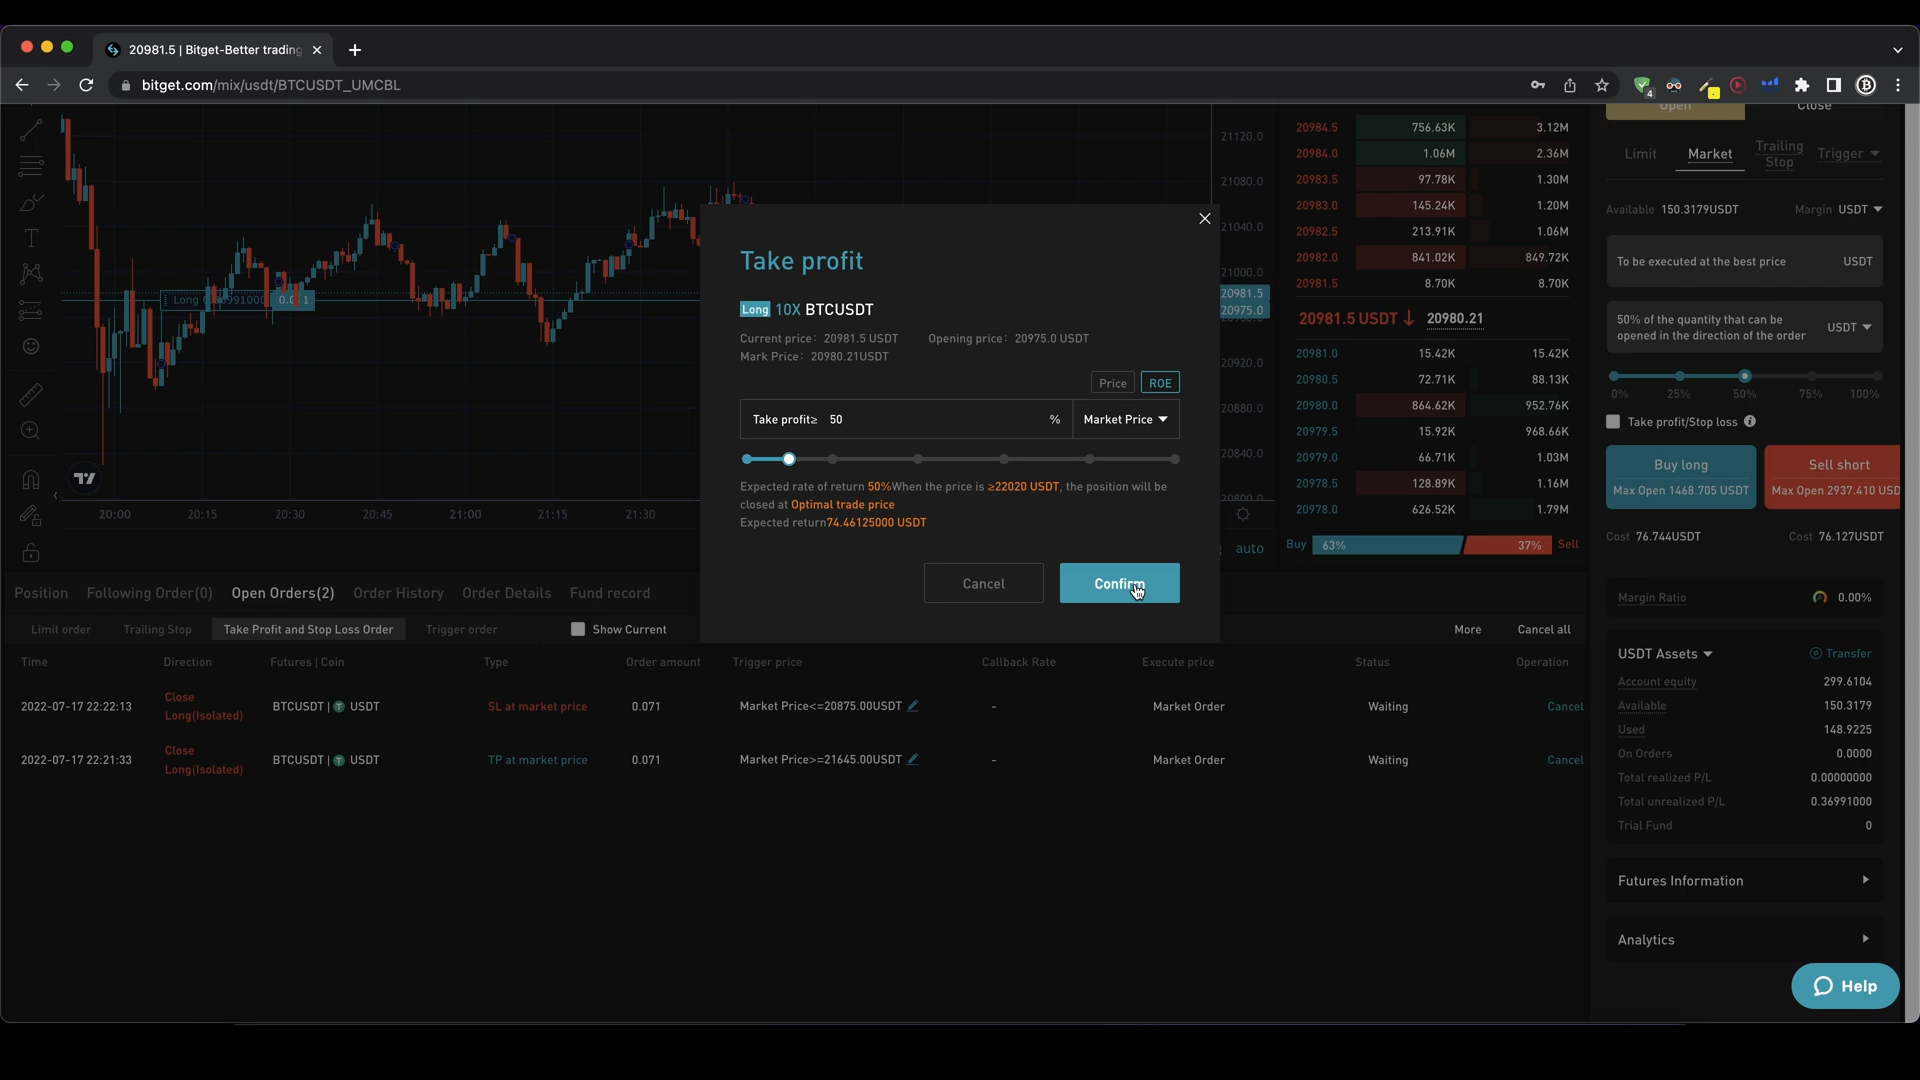 20981.5 | Bitget-Better trading
bitget.com/mix/usdt/BTCUSDT_UMCBL
4
Open
Close
Limit
Market
Trailing Stop
Trigger
Available 150.3179USDT
Margin USDT
To be executed at the best price USDT
50% of the quantity that can be
opened in the direction of the order
USDT
0% 25% 50% 75% 100%
Take profit/Stop loss
Buy long
Max Open 1468.705 USDT
Sell short
Max Open 2937.410 USD
Cost 76.744USDT
Cost 76.127USDT
Margin Ratio 0.00%
USDT Assets
Transfer
Account equity 299.6104
Available 150.3179
Used 148.9225
On Orders 0.0000
Total realized P/L 0.00000000
Total unrealized P/L 0.36991000
Trial Fund 0
Futures Information
Analytics
Help
21120.0
21080.0
21040.0
21000.0
20981.5
20975.0
20920.0
20880.0
20840.0
20800.0
auto
20984.5 756.63K 3.12M
20984.0 1.06M 2.36M
20983.5 97.78K 1.30M
20983.0 145.24K 1.20M
20982.5 213.91K 1.06M
20982.0 841.02K 849.72K
20981.5 8.70K 8.70K
20981.5 USDT 20980.21
20981.0 15.42K 15.42K
20980.5 72.71K 88.13K
20980.0 864.62K 952.76K
20979.5 15.92K 968.66K
20979.0 66.71K 1.03M
20978.5 128.89K 1.16M
20978.0 626.52K 1.79M
Buy 63% 37% Sell
Long
20:00 20:15 20:30 20:45 21:00 21:15 21:30
Take profit
Long 10X BTCUSDT
Current price: 20981.5 USDT Opening price: 20975.0 USDT
Mark Price: 20980.21USDT
Price ROE
Take profit≥ 50 % Market Price
Expected rate of return 50%When the price is ≥22020 USDT, the position will be
closed at Optimal trade price
Expected return74.46125000 USDT
Cancel Confirm
Position Following Order(0) Open Orders(2) Order History Order Details Fund record
Limit order Trailing Stop Take Profit and Stop Loss Order Trigger order Show Current More Cancel all
Time Direction Futures | Coin Type Order amount Trigger price Callback Rate Execute price Status Operation
2022-07-17 22:22:13 Close Long(Isolated) BTCUSDT | USDT SL at market price 0.071 Market Price<=20875.00USDT - Market Order Waiting Cancel
2022-07-17 22:21:33 Close Long(Isolated) BTCUSDT | USDT TP at market price 0.071 Market Price>=21645.00USDT - Market Order Waiting Cancel